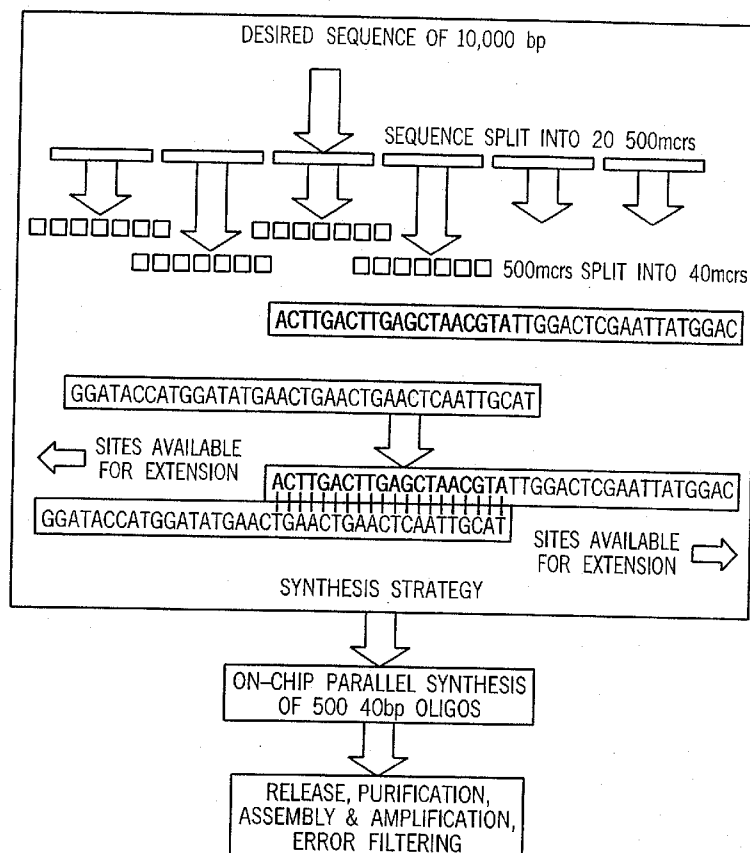 DESIRED SEQUENCE OF 10,000 bp
SEQUENCE SPLIT INTO 20 500mcrs
500mcrs SPLIT INTO 40mcrs
ACTTGACTTGAGCTAACGTATTGGACTCGAATTATGGAC
GGATACCATGGATATGAACTGAACTGAACTCAATTGCAT
SITES AVAILABLE
FOR EXTENSION
ACTTGACTTGAGCTAACGTATTGGACTCGAATTATGGAC
GGATACCATGGATATGAACTGAACTGAACTCAATTGCAT
SITES AVAILABLE
FOR EXTENSION
SYNTHESIS STRATEGY
ON-CHIP PARALLEL SYNTHESIS
OF 500 40bp OLIGOS
RELEASE, PURIFICATION,
ASSEMBLY & AMPLIFICATION,
ERROR FILTERING